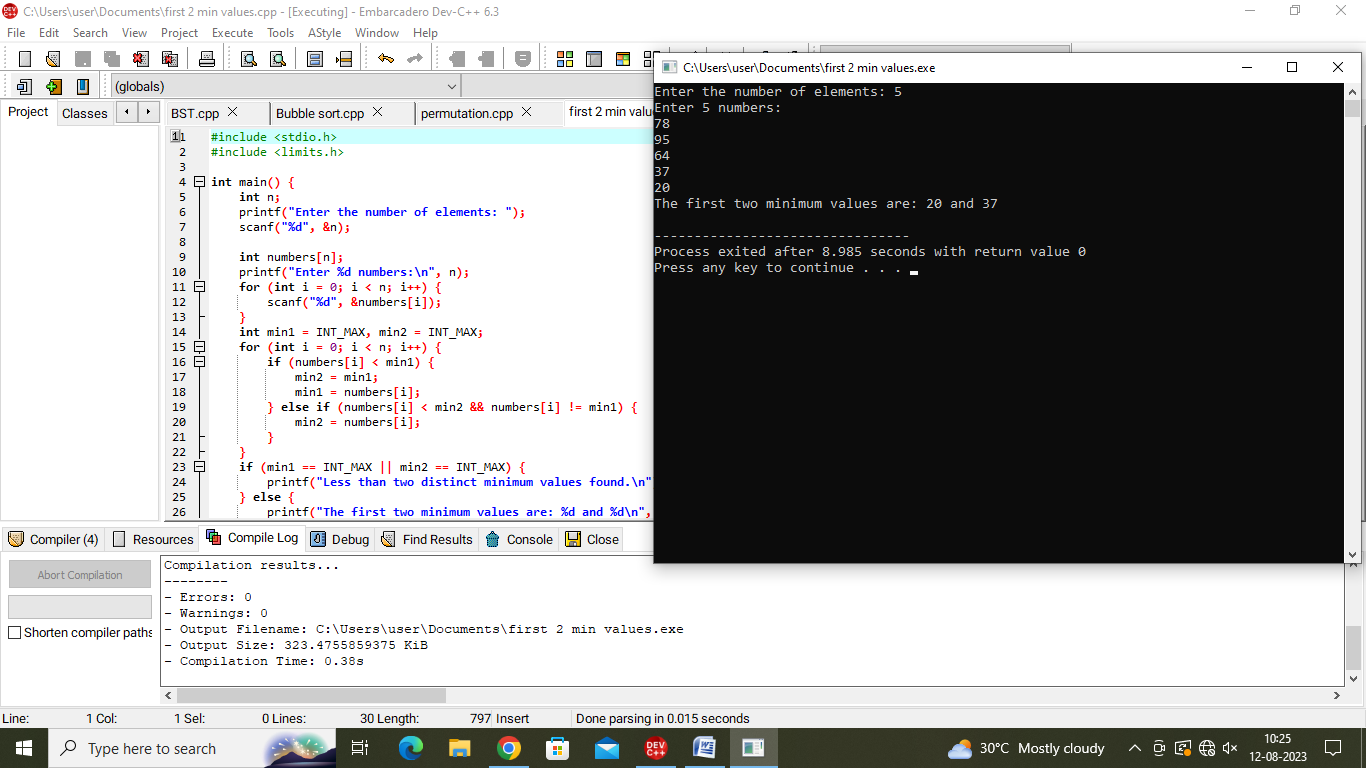 C:\Users\user\Documents\first 2 min values.cpp - [Executing] - Embarcadero Dev-C++ 6.3
File Edit Search View Project Execute Tools AStyle Window Help
(globals)
Project Classes
BST.cpp Bubble sort.cpp permutation.cpp first 2 min valu
1 #include <stdio.h>
2 #include <limits.h>
3
4 int main() {
5 int n;
6 printf("Enter the number of elements: ");
7 scanf("%d", &n);
8
9 int numbers[n];
10 printf("Enter %d numbers:\n", n);
11 for (int i = 0; i < n; i++) {
12 scanf("%d", &numbers[i]);
13 }
14 int min1 = INT_MAX, min2 = INT_MAX;
15 for (int i = 0; i < n; i++) {
16 if (numbers[i] < min1) {
17 min2 = min1;
18 min1 = numbers[i];
19 } else if (numbers[i] < min2 && numbers[i] != min1) {
20 min2 = numbers[i];
21 }
22 }
23 if (min1 == INT_MAX || min2 == INT_MAX) {
24 printf("Less than two distinct minimum values found.\n"
25 } else {
26 printf("The first two minimum values are: %d and %d\n",
C:\Users\user\Documents\first 2 min values.exe
Enter the number of elements: 5
Enter 5 numbers:
78
95
64
37
20
The first two minimum values are: 20 and 37
--------------------------------
Process exited after 8.985 seconds with return value 0
Press any key to continue . . .
Compiler (4) Resources Compile Log Debug Find Results Console Close
Abort Compilation
Shorten compiler paths
Compilation results...
--------
- Errors: 0
- Warnings: 0
- Output Filename: C:\Users\user\Documents\first 2 min values.exe
- Output Size: 323.4755859375 KiB
- Compilation Time: 0.38s
Line: 1 Col: 1 Sel: 0 Lines: 30 Length: 797 Insert Done parsing in 0.015 seconds
Type here to search
DEV C++
30°C Mostly cloudy
10:25
12-08-2023